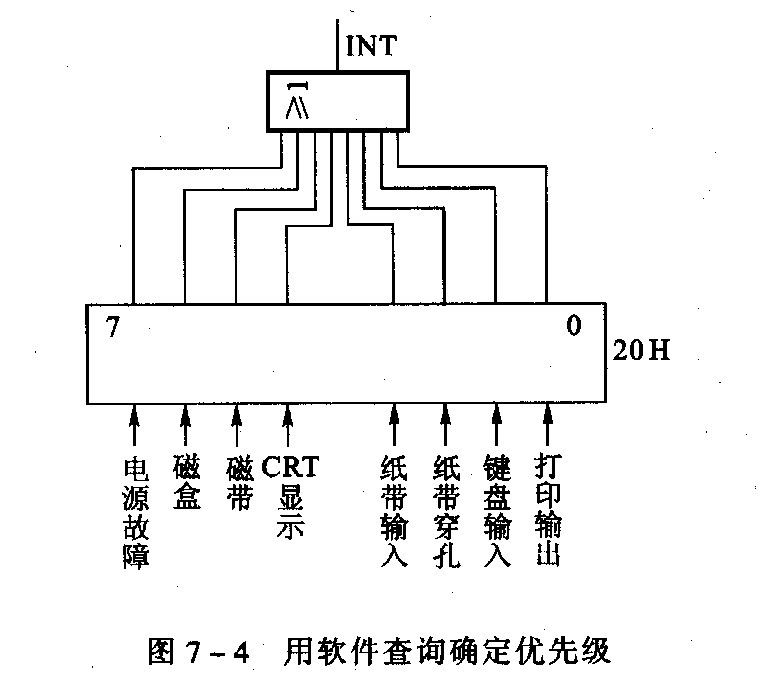 INT
≥1
7
0
20H
电源故障
磁盒
磁带
CRT显示
纸带输入
纸带穿孔
键盘输入
打印输出
图 7-4 用软件查询确定优先级